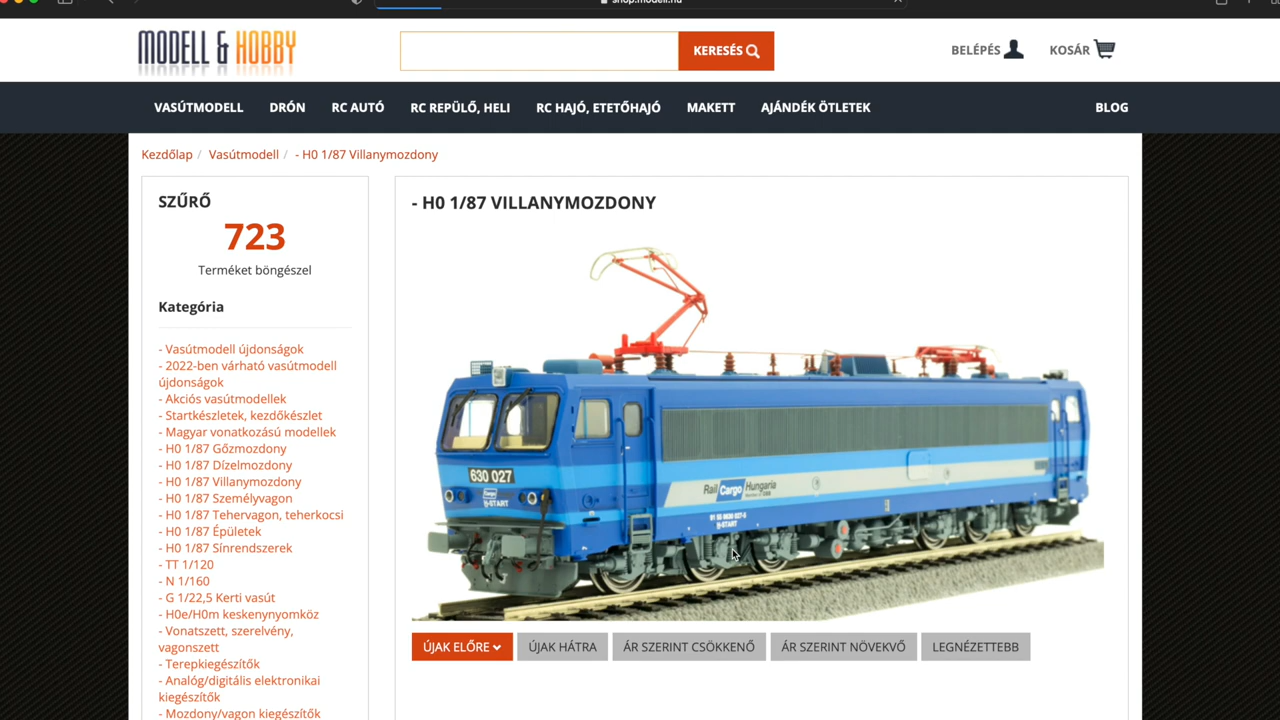 shop.modell.hu
MODELL & HOBBY
KERESÉS
BELÉPÉS
KOSÁR
VASÚTMODELL
DRÓN
RC AUTÓ
RC REPÜLŐ, HELI
RC HAJÓ, ETETŐHAJÓ
MAKETT
AJÁNDÉK ÖTLETEK
BLOG
Kezdőlap / Vasútmodell / - H0 1/87 Villanymozdony
SZŰRŐ
723
Terméket böngészel
Kategória
- Vasútmodell újdonságok
- 2022-ben várható vasútmodell
újdonságok
- Akciós vasútmodellek
- Startkészletek, kezdőkészlet
- Magyar vonatkozású modellek
- H0 1/87 Gőzmozdony
- H0 1/87 Dízelmozdony
- H0 1/87 Villanymozdony
- H0 1/87 Személyvagon
- H0 1/87 Tehervagon, teherkocsi
- H0 1/87 Épületek
- H0 1/87 Sínrendszerek
- TT 1/120
- N 1/160
- G 1/22,5 Kerti vasút
- H0e/H0m keskenynyomköz
- Vonatszett, szerelvény,
vagonszett
- Terepkiegészítők
- Analóg/digitális elektronikai
kiegészítők
- Mozdony/vagon kiegészítők
- H0 1/87 VILLANYMOZDONY
630 027
H-START
Rail Cargo Hungaria
H-START
ÚJAK ELŐRE
ÚJAK HÁTRA
ÁR SZERINT CSÖKKENŐ
ÁR SZERINT NÖVEKVŐ
LEGNÉZETTEBB